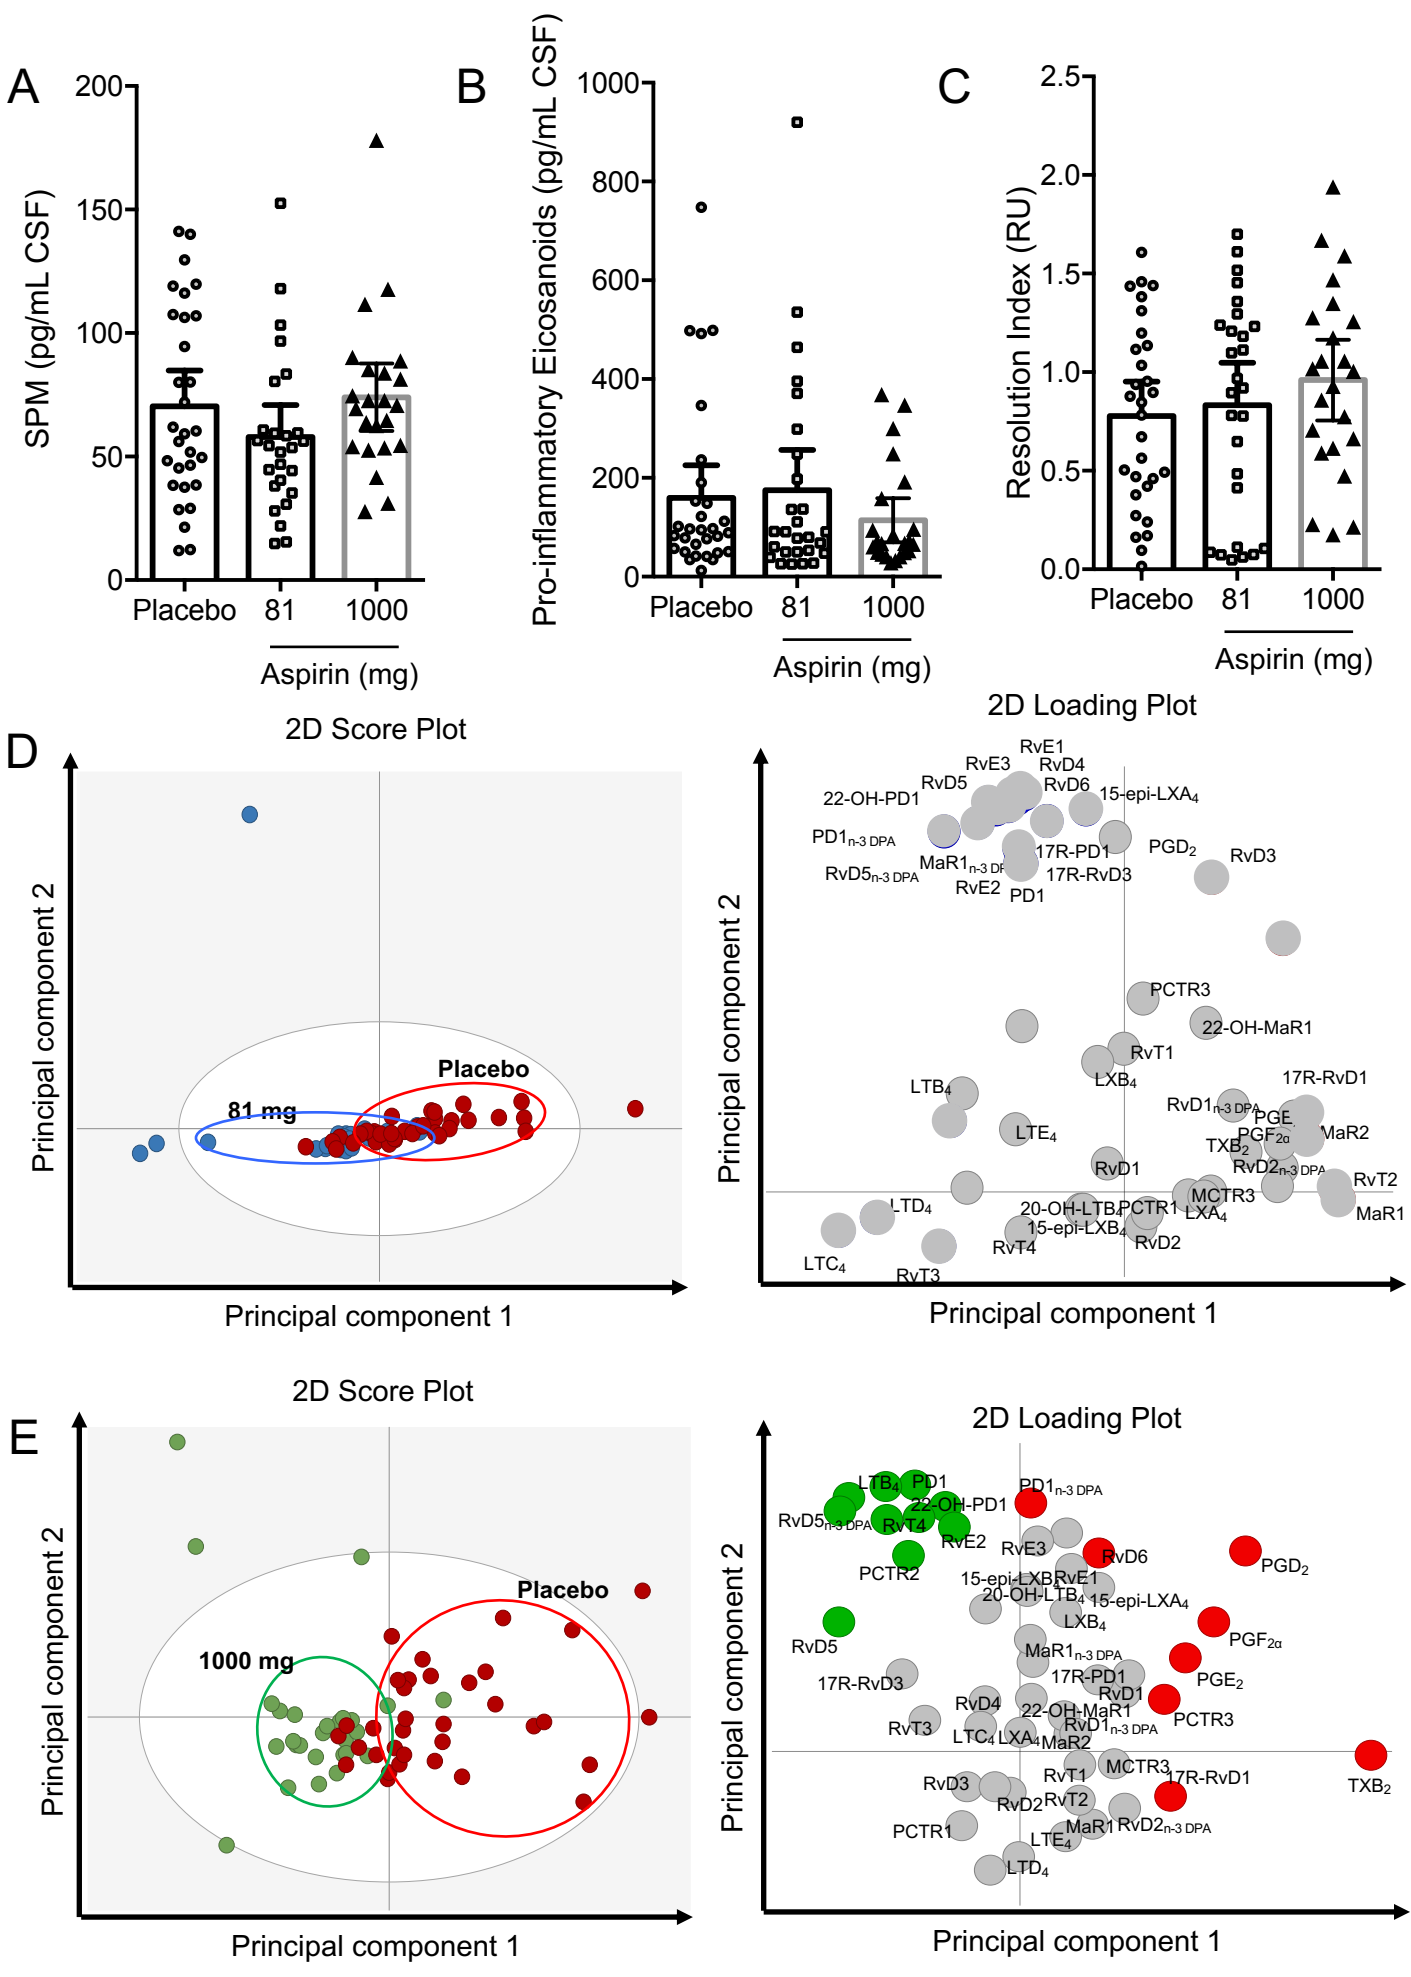 A
SPM (pg/mL CSF)
200
150
100
50
0
Placebo
81
1000
Aspirin (mg)
B
Pro-inflammatory Eicosanoids (pg/mL CSF)
1000
800
600
400
200
0
Placebo
81
1000
Aspirin (mg)
C
Resolution Index (RU)
2.5
2.0
1.5
1.0
0.5
0.0
Placebo
81
1000
Aspirin (mg)
D
2D Score Plot
Principal component 2
Placebo
81 mg
Principal component 1
2D Loading Plot
Principal component 2
RvE1
RvE3
RvD4
RvD5
RvD6
22-OH-PD1
15-epi-LXA4
PD1n-3 DPA
17R-PD1
PGD2
RvD3
MaR1n-3 DP
RvD5n-3 DPA
17R-RvD3
RvE2
PD1
PCTR3
22-OH-MaR1
RvT1
LXB4
LTB4
17R-RvD1
RvD1n-3 DPA
PGE
LTE4
PGF2α
MaR2
TXB2
RvD1
RvD2n-3 DPA
RvT2
MCTR3
LTD4
20-OH-LTB4
PCTR1
LXA4
MaR1
15-epi-LXB4
RvD2
RvT4
LTC4
RvT3
Principal component 1
E
2D Score Plot
Principal component 2
Placebo
1000 mg
Principal component 1
2D Loading Plot
Principal component 2
LTB4
PD1
PD1n-3 DPA
22-OH-PD1
RvD5n-3 DPA
RvT4
RvE2
RvE3
RvD6
PGD2
PCTR2
15-epi-LXB4
RvE1
20-OH-LTB4
15-epi-LXA4
LXB4
RvD5
PGF2α
MaR1n-3 DPA
17R-RvD3
17R-PD1
PGE2
RvD1
RvD4
22-OH-MaR1
PCTR3
RvT3
LTC4
LXA4
RvD1n-3 DPA
MaR2
RvT1
MCTR3
17R-RvD1
TXB2
RvD3
RvD2
RvT2
PCTR1
MaR1
RvD2n-3 DPA
LTE4
LTD4
Principal component 1